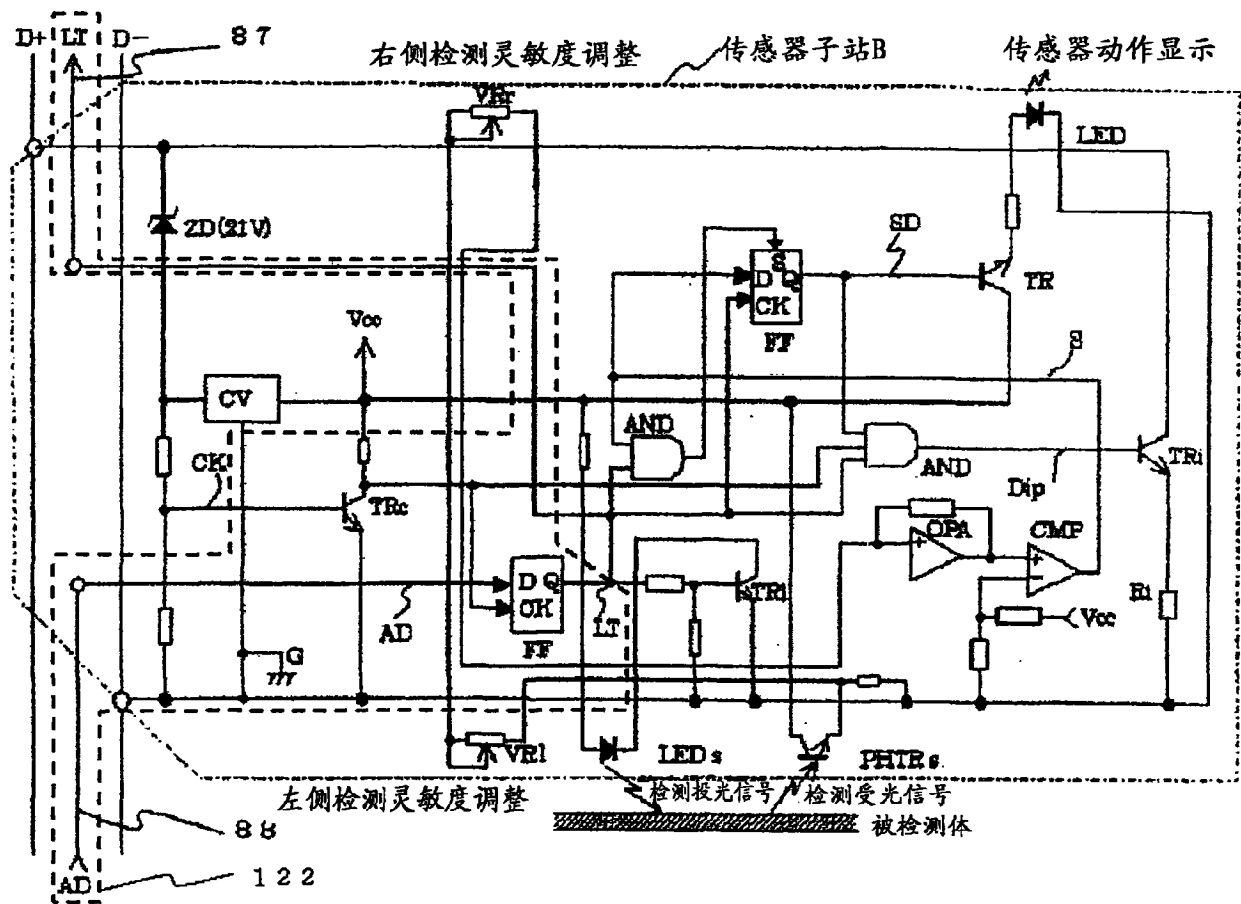 D+ LT D-
87
右侧检测灵敏度调整
传感器子站B
传感器动作显示
VRr
LED
ZD(21V)
SD
S
D Q
CK
FF
TR
Vcc
S
CV
AND
AND
CK
TRc
Dip
TRi
OPA
CMP
D Q
CK
FF
AD
LT
TRl
Ri
Vcc
G
VRl
LEDs
PHTRs
左侧检测灵敏度调整
检测投光信号
检测受光信号
被检测体
88
AD
122